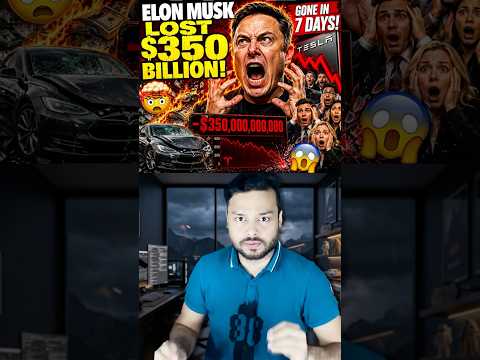 ELON MUSK
LOST
$350
BILLION!
GONE IN
7 DAYS!
TESLA
-$350,000,000,000